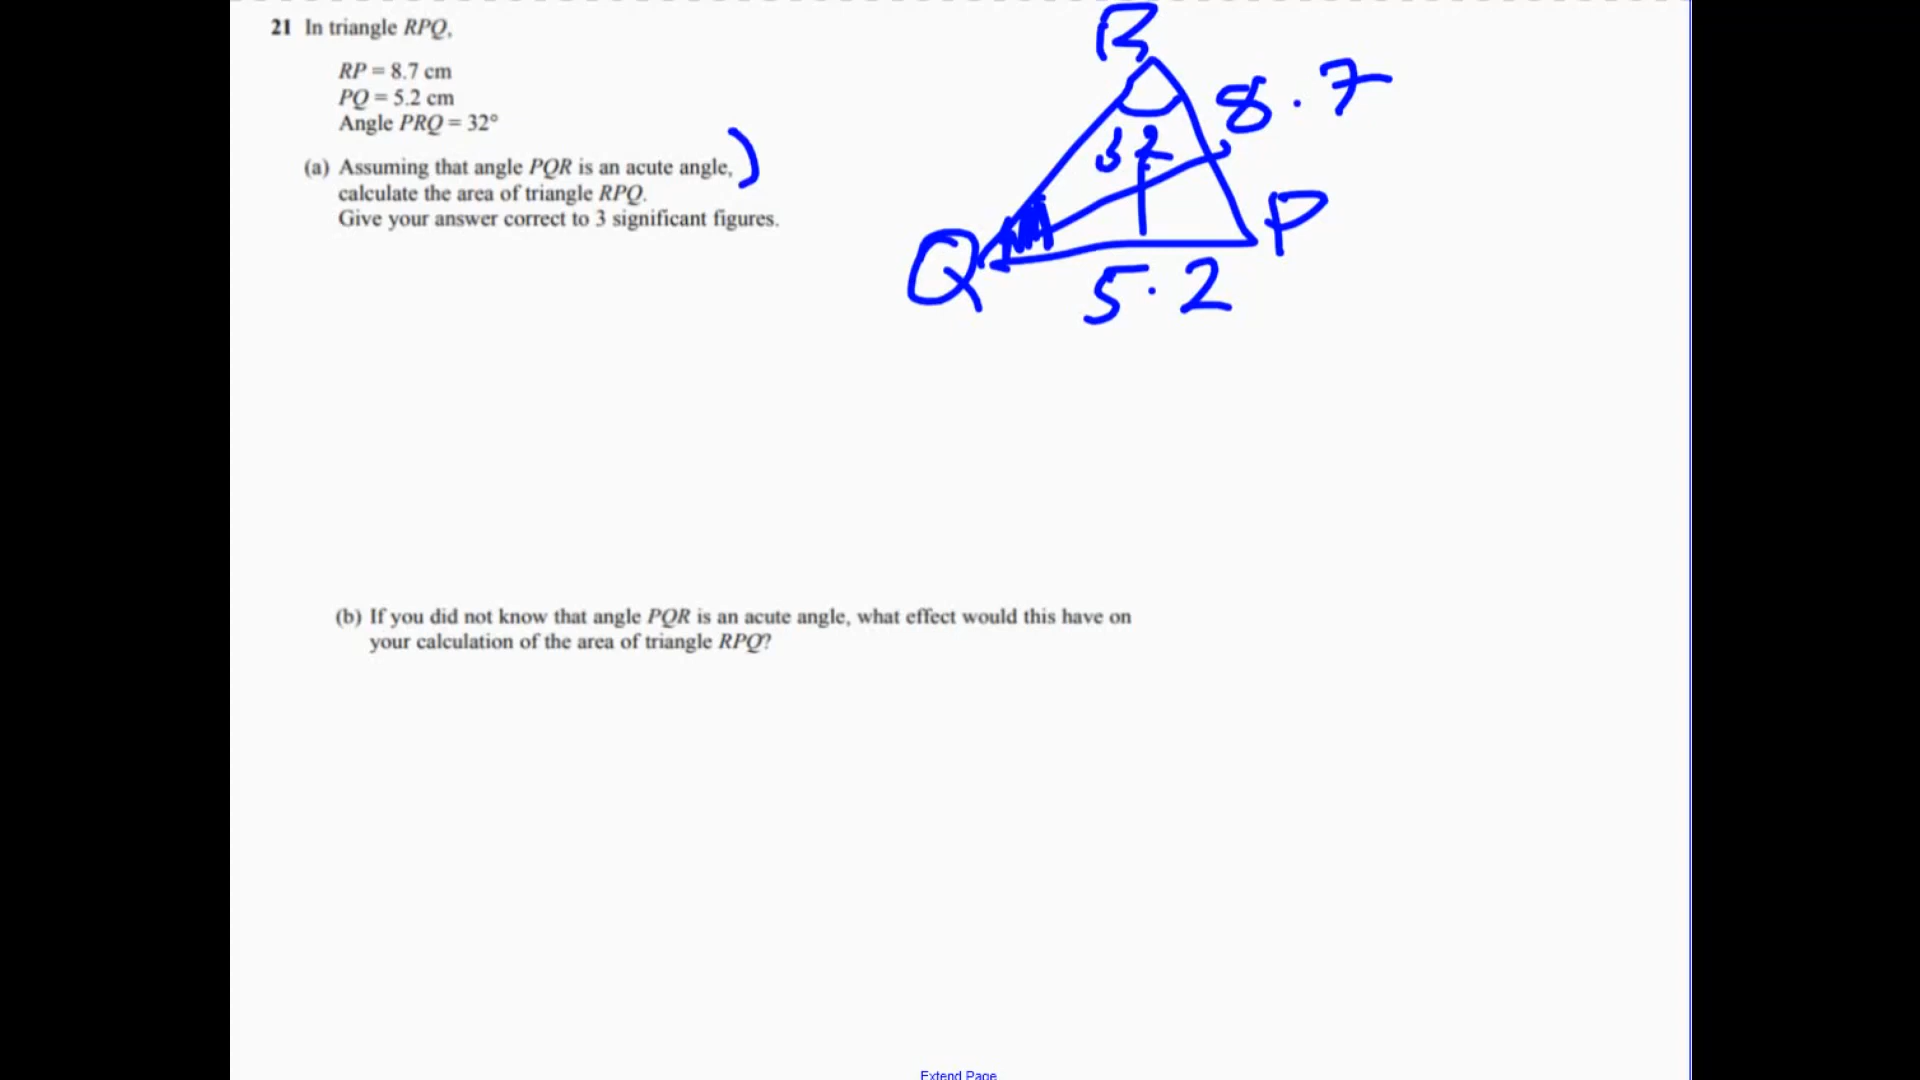 21 In triangle RPQ,
RP = 8.7 cm
PQ = 5.2 cm
Angle PRQ = 32°
(a) Assuming that angle PQR is an acute angle,
calculate the area of triangle RPQ.
Give your answer correct to 3 significant figures.
R
8.7
32
P
Q
5.2
(b) If you did not know that angle PQR is an acute angle, what effect would this have on
your calculation of the area of triangle RPQ?
Extend Page